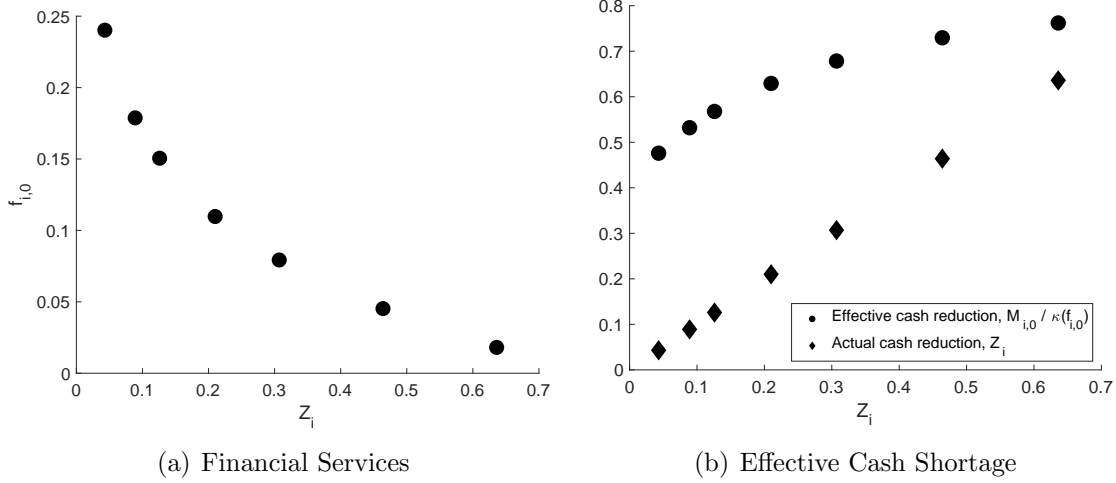 0.25
0.2
0.15
0.1
0.05
0
f_{i,0}
0 0.1 0.2 0.3 0.4 0.5 0.6 0.7
Z_i
(a) Financial Services
0.8
0.7
0.6
0.5
0.4
0.3
0.2
0.1
0
Effective cash reduction, M_{i,0} / κ(f_{i,0})
Actual cash reduction, Z_i
0 0.1 0.2 0.3 0.4 0.5 0.6 0.7
Z_i
(b) Effective Cash Shortage